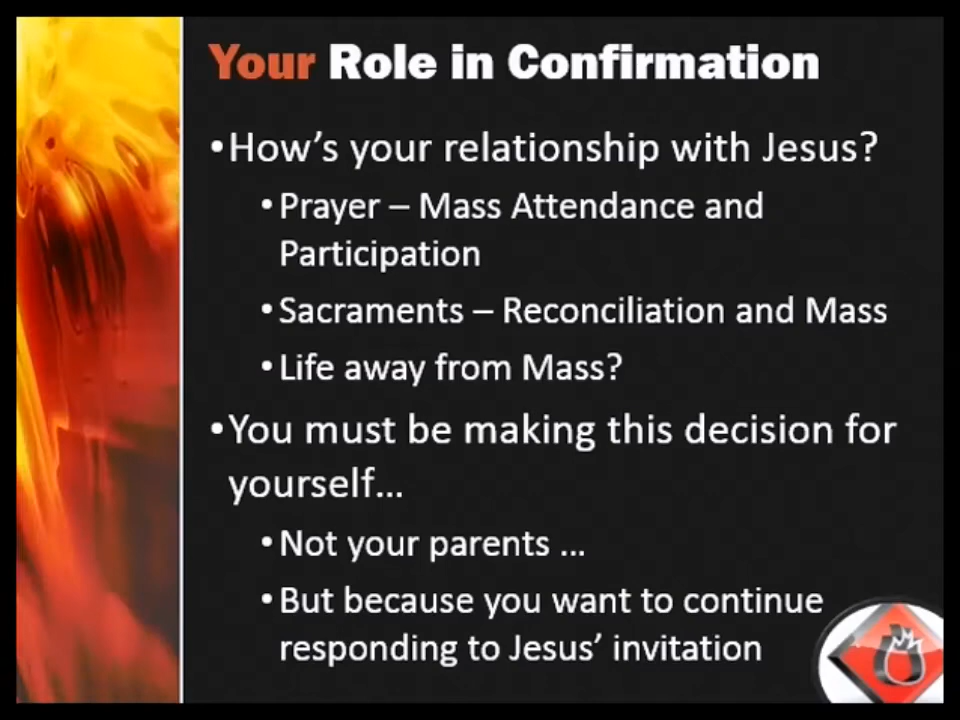 Your Role in Confirmation
•How's your relationship with Jesus?
•Prayer – Mass Attendance and
Participation
•Sacraments – Reconciliation and Mass
•Life away from Mass?
•You must be making this decision for
yourself…
•Not your parents …
•But because you want to continue
responding to Jesus' invitation